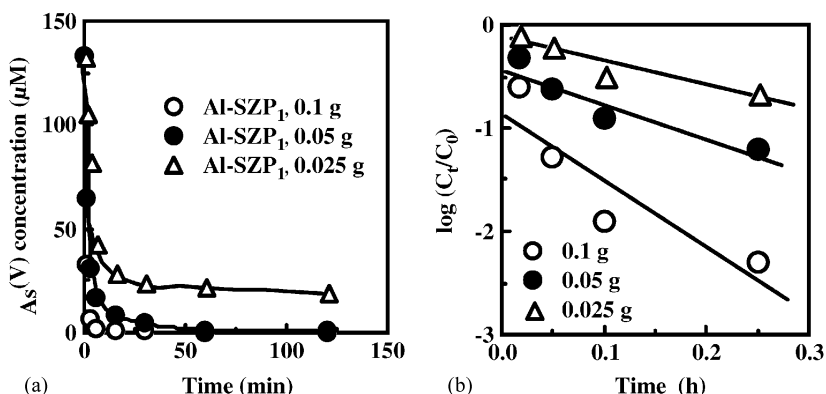 150
100
50
0
As(V) concentration (µM)
Al-SZP1, 0.1 g
Al-SZP1, 0.05 g
Al-SZP1, 0.025 g
0 50 100 150
(a) Time (min)
-0
-1
-2
-3
log (Ct/C0)
0.1 g
0.05 g
0.025 g
0.0 0.1 0.2 0.3
(b) Time (h)